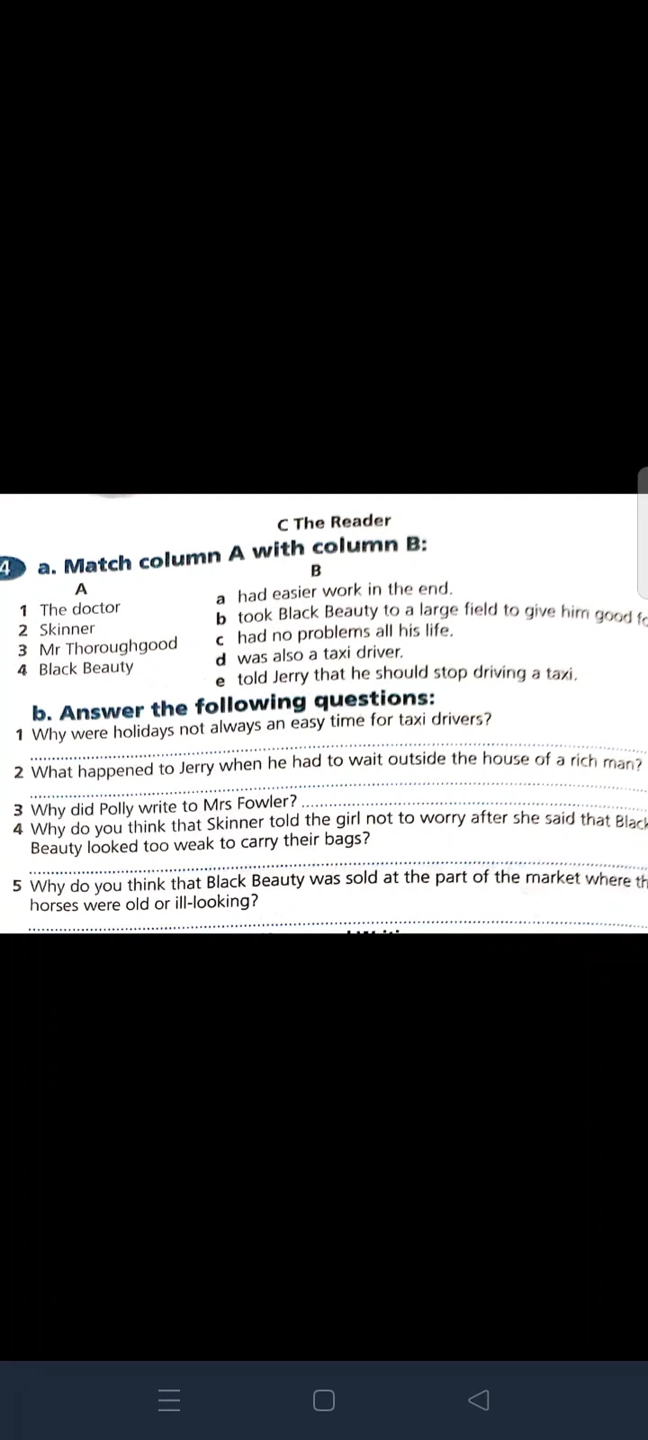 C The Reader
4 a. Match column A with column B:
A B
1 The doctor a had easier work in the end.
2 Skinner b took Black Beauty to a large field to give him good
3 Mr Thoroughgood c had no problems all his life.
4 Black Beauty d was also a taxi driver.
e told Jerry that he should stop driving a taxi.
b. Answer the following questions:
1 Why were holidays not always an easy time for taxi drivers?
2 What happened to Jerry when he had to wait outside the house of a rich man?
3 Why did Polly write to Mrs Fowler?
4 Why do you think that Skinner told the girl not to worry after she said that
Beauty looked too weak to carry their bags?
5 Why do you think that Black Beauty was sold at the part of the market where
horses were old or ill-looking?